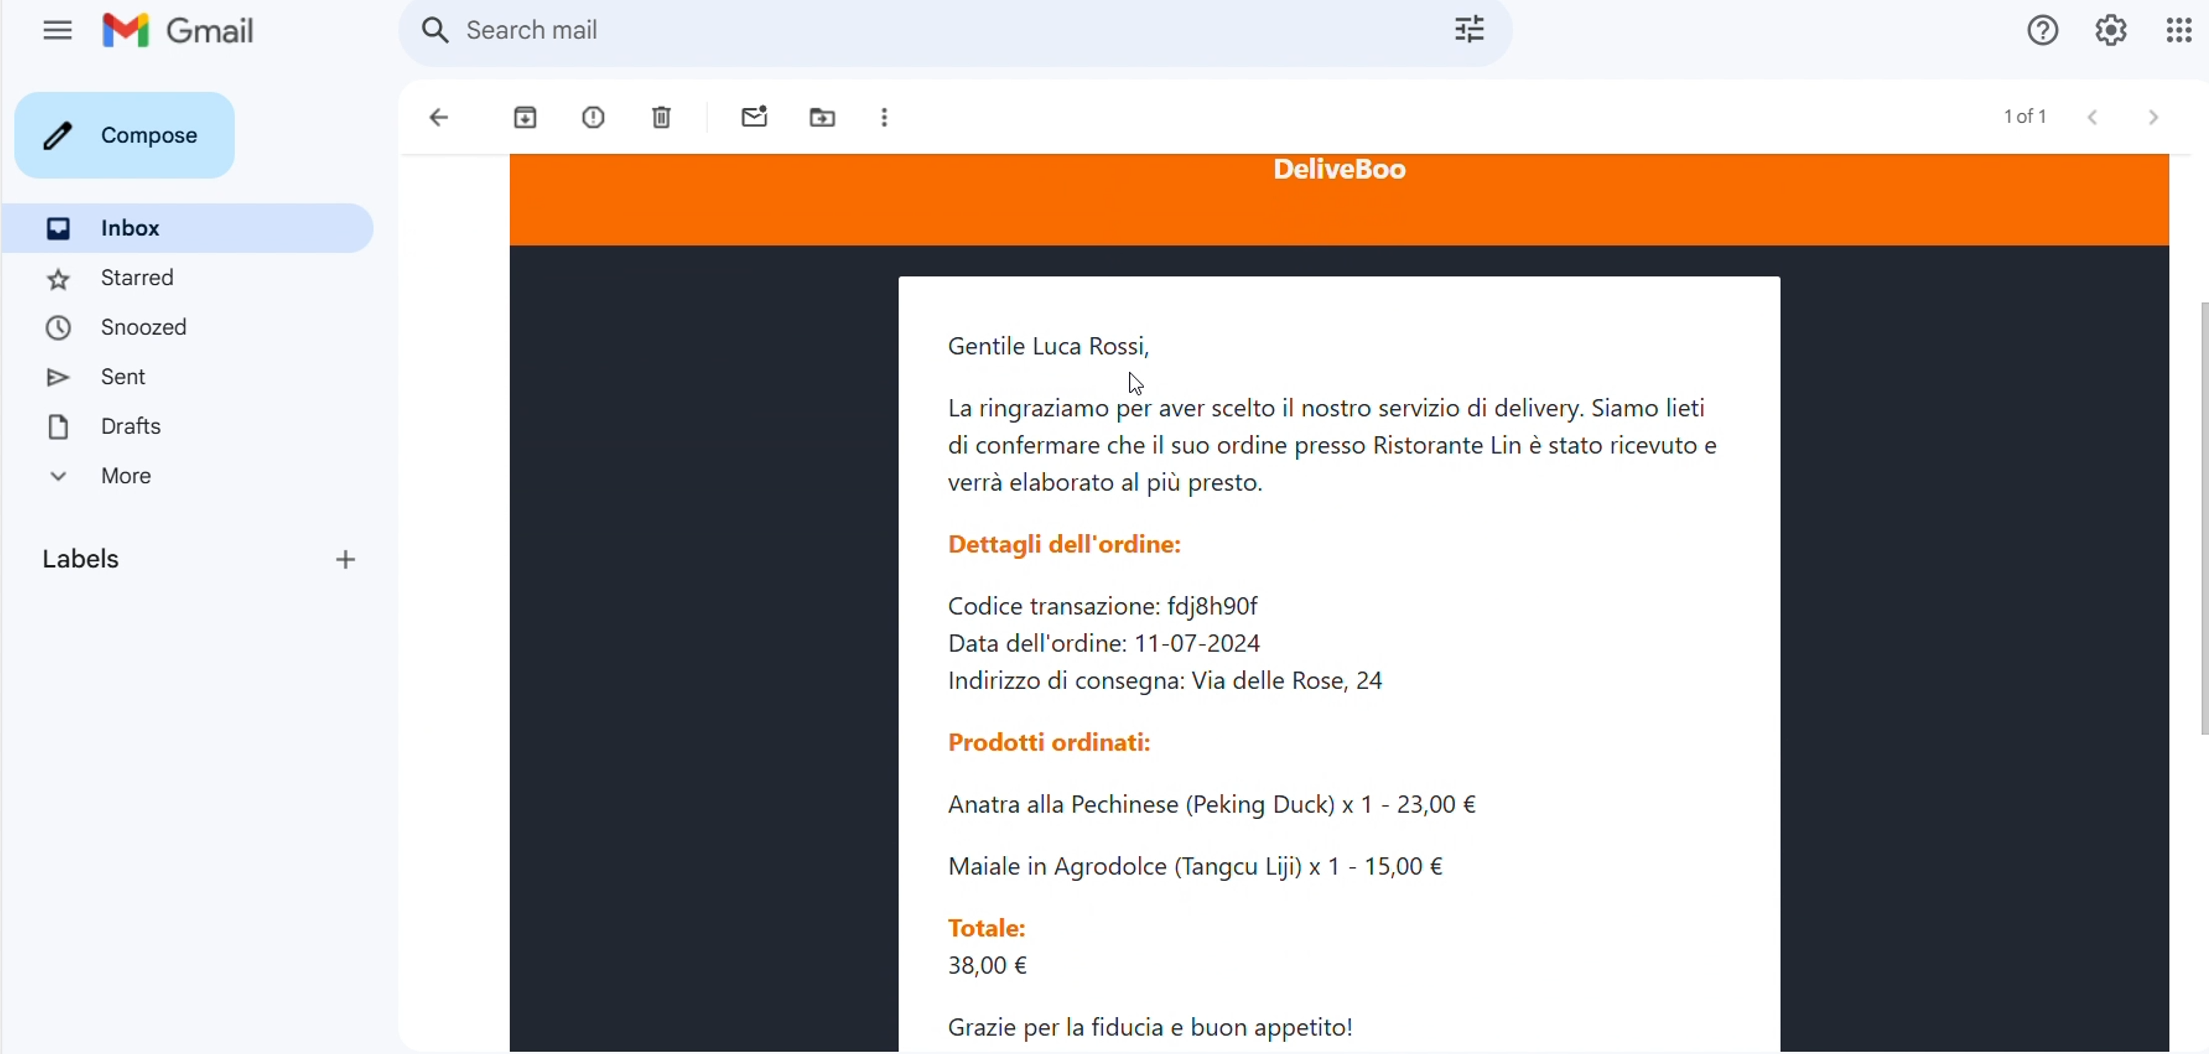 Gmail
Search mail
Compose
1 of 1
Inbox
Starred
Snoozed
Sent
Drafts
More
Labels
DeliveBoo
Gentile Luca Rossi,
La ringraziamo per aver scelto il nostro servizio di delivery. Siamo lieti
di confermare che il suo ordine presso Ristorante Lin è stato ricevuto e
verrà elaborato al più presto.
Dettagli dell'ordine:
Codice transazione: fdj8h90f
Data dell'ordine: 11-07-2024
Indirizzo di consegna: Via delle Rose, 24
Prodotti ordinati:
Anatra alla Pechinese (Peking Duck) x 1 - 23,00 €
Maiale in Agrodolce (Tangcu Liji) x 1 - 15,00 €
Totale:
38,00 €
Grazie per la fiducia e buon appetito!